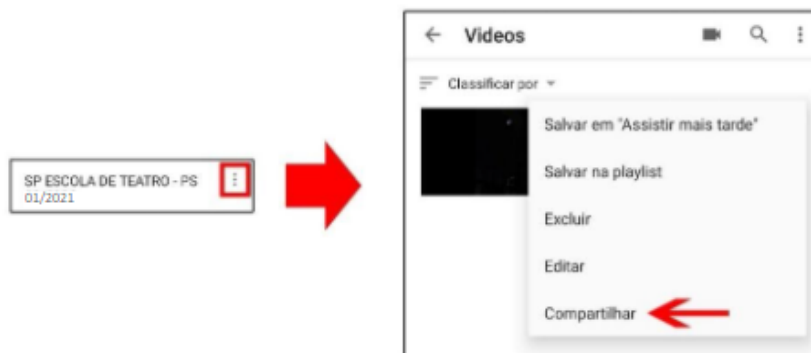 SP ESCOLA DE TEATRO - PS
01/2021
Videos
Classificar por
Salvar em "Assistir mais tarde"
Salvar na playlist
Excluir
Editar
Compartilhar